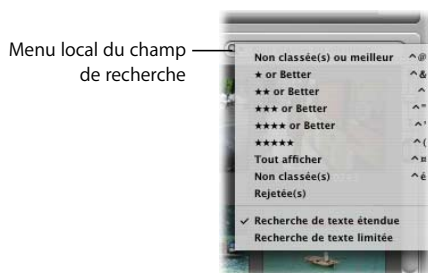 Menu local du champ
de recherche
Non classée(s) ou meilleur ^@
★ or Better ^&
★★ or Better ^
★★★ or Better ^"
★★★★ or Better ^'
★★★★★ ^(
Tout afficher ^¤
Non classée(s) ^é
Rejetée(s)
✓ Recherche de texte étendue
Recherche de texte limitée